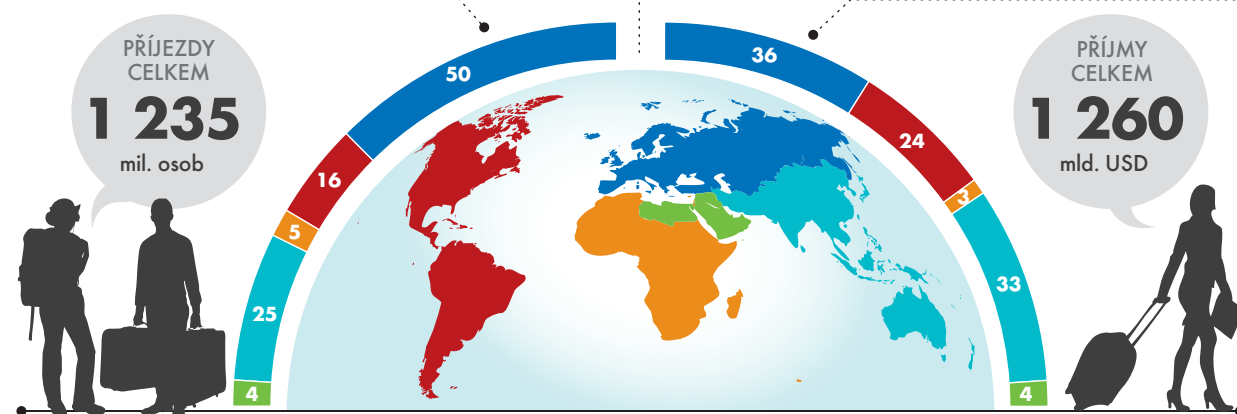 PŘÍJEZDY
CELKEM
1 235
mil. osob
50
16
5
25
4
36
24
3
33
4
PŘÍJMY
CELKEM
1 260
mld. USD